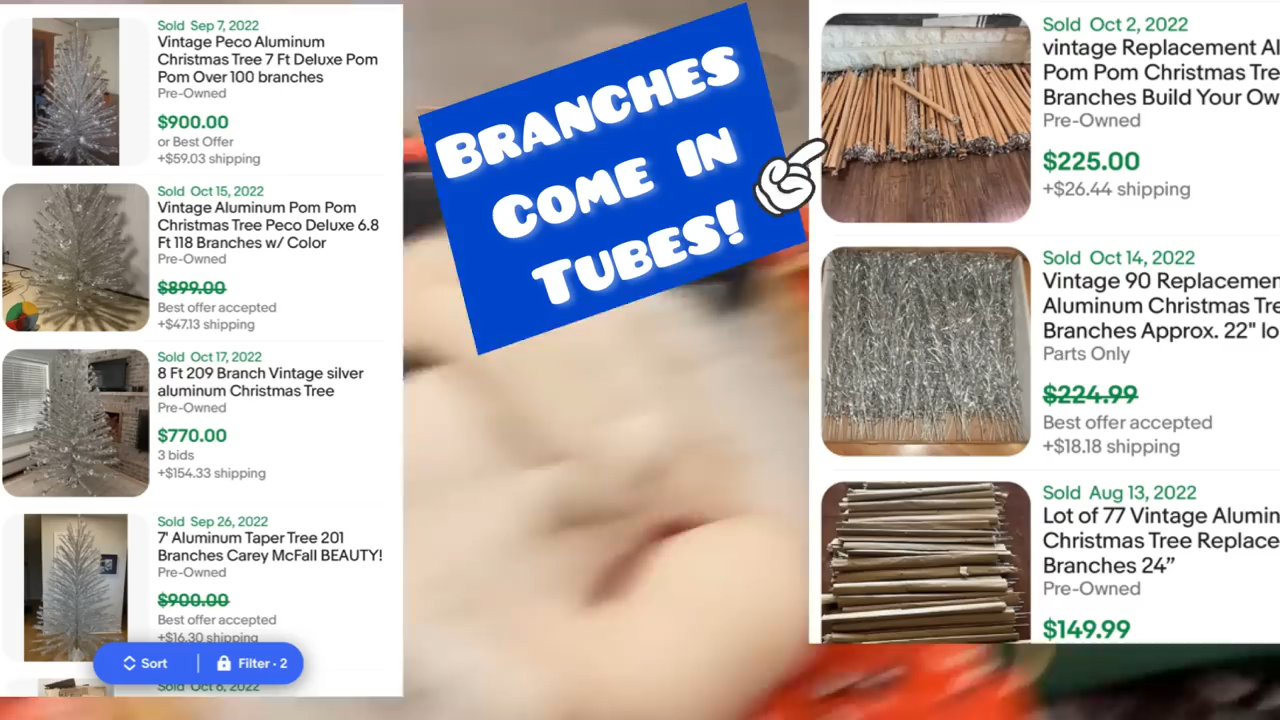 Sold Sep 7, 2022
Vintage Peco Aluminum
Christmas Tree 7 Ft Deluxe Pom
Pom Over 100 branches
Pre-Owned
$900.00
or Best Offer
+$59.03 shipping
Sold Oct 15, 2022
Vintage Aluminum Pom Pom
Christmas Tree Peco Deluxe 6.8
Ft 118 Branches w/ Color
Pre-Owned
$899.00
Best offer accepted
+$47.13 shipping
Sold Oct 17, 2022
8 Ft 209 Branch Vintage silver
aluminum Christmas Tree
Pre-Owned
$770.00
3 bids
+$154.33 shipping
Sold Sep 26, 2022
7' Aluminum Taper Tree 201
Branches Carey McFall BEAUTY!
Pre-Owned
$900.00
Best offer accepted
+$16.30 shipping
Sort
Filter · 2
Sold Oct 6, 2022
BRANCHES
COME IN
TUBES!
Sold Oct 2, 2022
vintage Replacement Al
Pom Pom Christmas Tre
Branches Build Your Ow
Pre-Owned
$225.00
+$26.44 shipping
Sold Oct 14, 2022
Vintage 90 Replacemen
Aluminum Christmas Tre
Branches Approx. 22" lo
Parts Only
$224.99
Best offer accepted
+$18.18 shipping
Sold Aug 13, 2022
Lot of 77 Vintage Alumin
Christmas Tree Replace
Branches 24”
Pre-Owned
$149.99